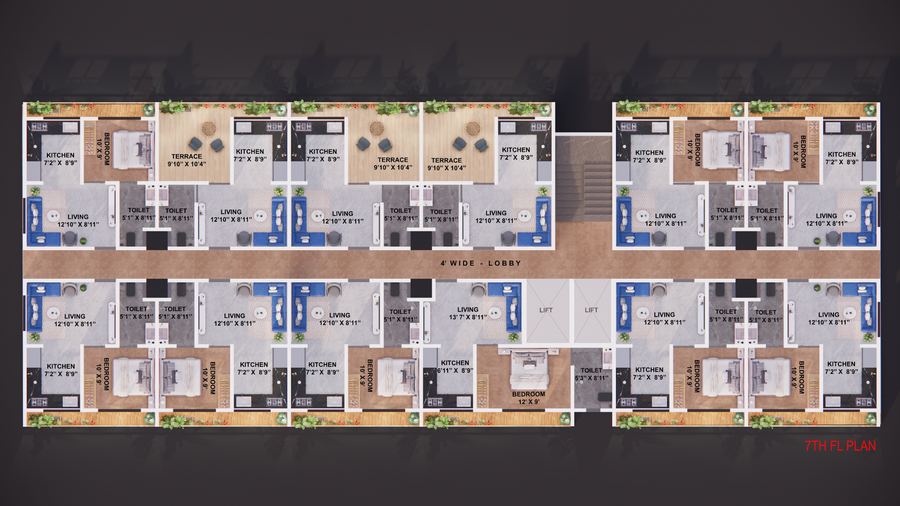 KITCHEN
7'2" X 8'9"
BEDROOM
10' X 9'
TERRACE
9'10" X 10'4"
KITCHEN
7'2" X 8'9"
KITCHEN
7'2" X 8'9"
TERRACE
9'10" X 10'4"
TERRACE
9'10" X 10'4"
KITCHEN
7'2" X 8'9"
KITCHEN
7'2" X 8'9"
BEDROOM
10' X 9'
BEDROOM
10' X 9'
KITCHEN
7'2" X 8'9"
LIVING
12'10" X 8'11"
TOILET
5'1" X 8'11"
TOILET
5'1" X 8'11"
LIVING
12'10" X 8'11"
LIVING
12'10" X 8'11"
TOILET
5'1" X 8'11"
TOILET
5'1" X 8'11"
LIVING
12'10" X 8'11"
LIVING
12'10" X 8'11"
TOILET
5'1" X 8'11"
TOILET
5'1" X 8'11"
LIVING
12'10" X 8'11"
4' WIDE - LOBBY
LIVING
12'10" X 8'11"
TOILET
5'1" X 8'11"
TOILET
5'1" X 8'11"
LIVING
12'10" X 8'11"
LIVING
12'10" X 8'11"
TOILET
5'1" X 8'11"
LIVING
13' 7" X 8'11"
LIFT
LIFT
LIVING
12'10" X 8'11"
TOILET
5'1" X 8'11"
TOILET
5'1" X 8'11"
LIVING
12'10" X 8'11"
KITCHEN
7'2" X 8'9"
BEDROOM
10' X 9'
BEDROOM
10' X 9'
KITCHEN
7'2" X 8'9"
KITCHEN
7'2" X 8'9"
BEDROOM
10' X 9'
KITCHEN
6'11" X 8'9"
BEDROOM
12' X 9'
TOILET
5'3" X 8'11"
KITCHEN
7'2" X 8'9"
BEDROOM
10' X 9'
BEDROOM
10' X 9'
KITCHEN
7'2" X 8'9"
7TH FL PLAN